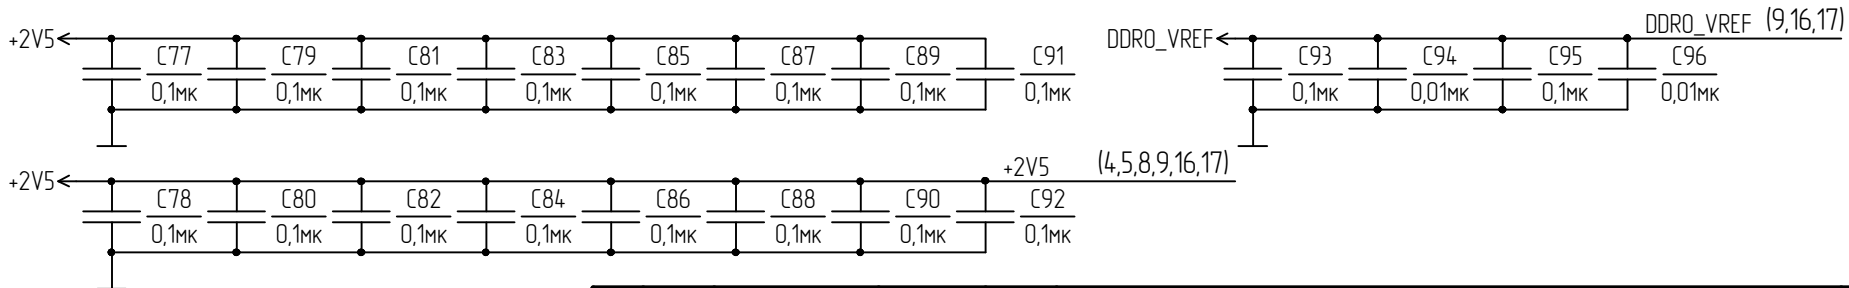 +2V5 C77 C79 C81 C83 C85 C87 C89 C91
0,1мк 0,1мк 0,1мк 0,1мк 0,1мк 0,1мк 0,1мк 0,1мк
DDR0_VREF C93 C94 C95 C96 DDR0_VREF (9,16,17)
0,1мк 0,01мк 0,1мк 0,01мк
+2V5 C78 C80 C82 C84 C86 C88 C90 C92 +2V5 (4,5,8,9,16,17)
0,1мк 0,1мк 0,1мк 0,1мк 0,1мк 0,1мк 0,1мк 0,1мк